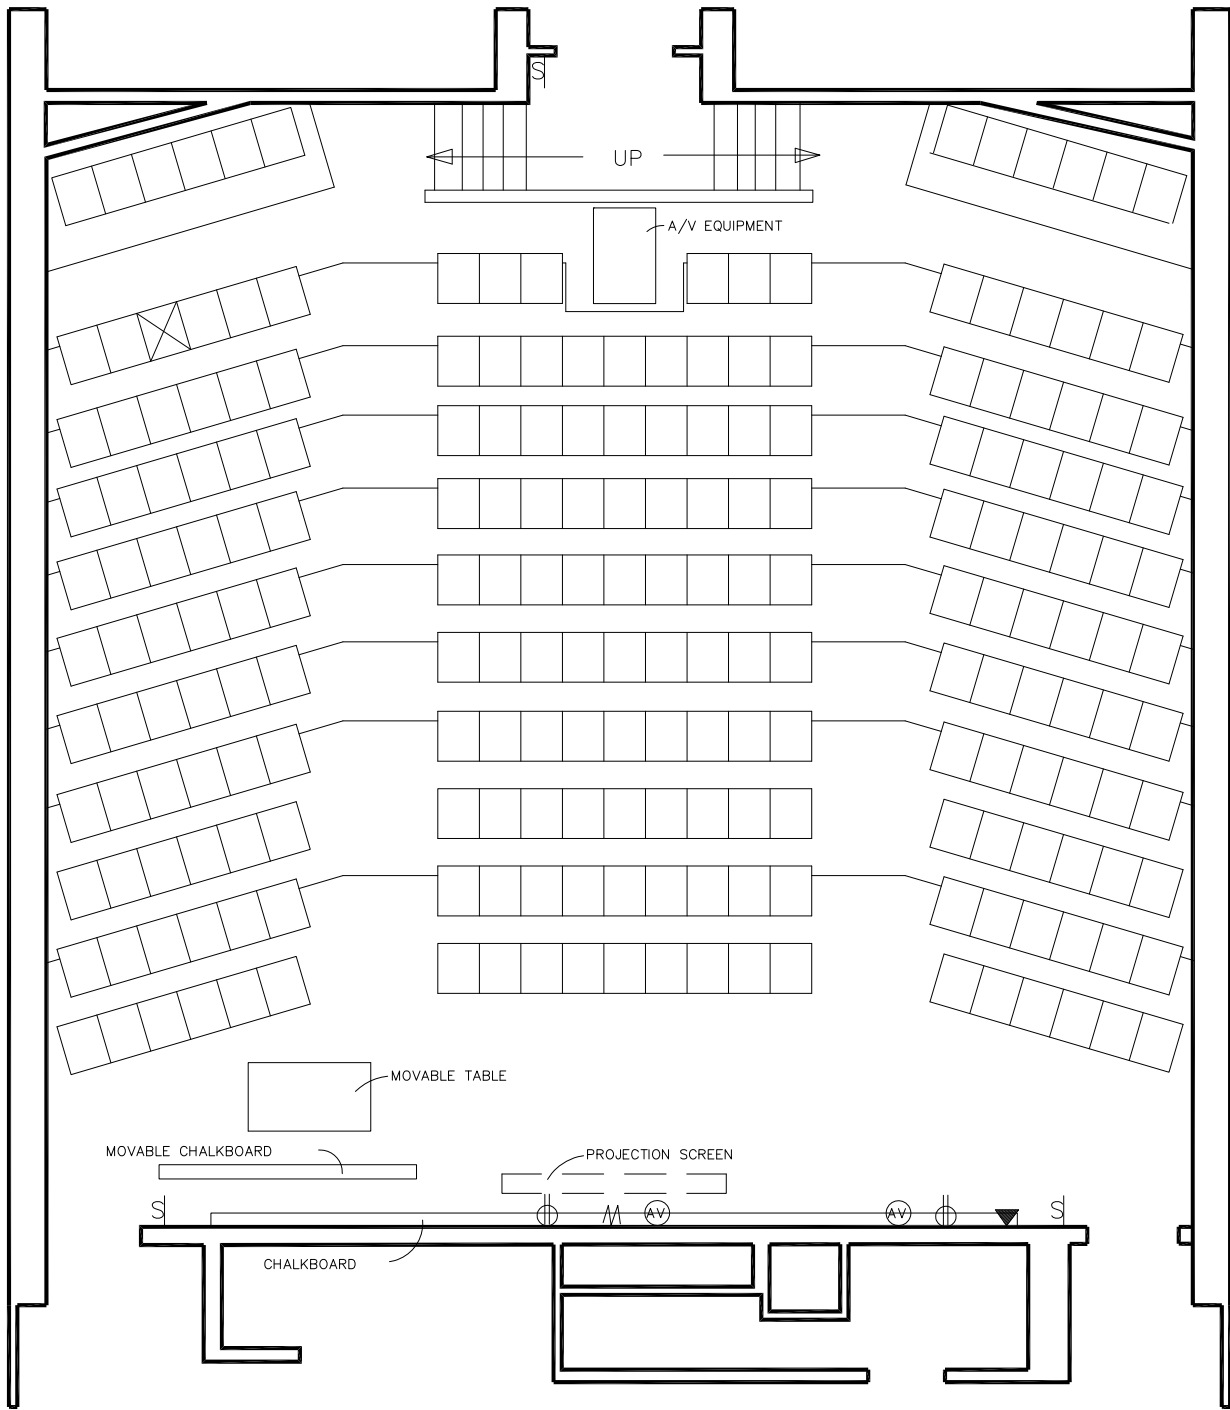 S
UP
A/V EQUIPMENT
MOVABLE TABLE
MOVABLE CHALKBOARD
PROJECTION SCREEN
S
AV
AV
S
CHALKBOARD